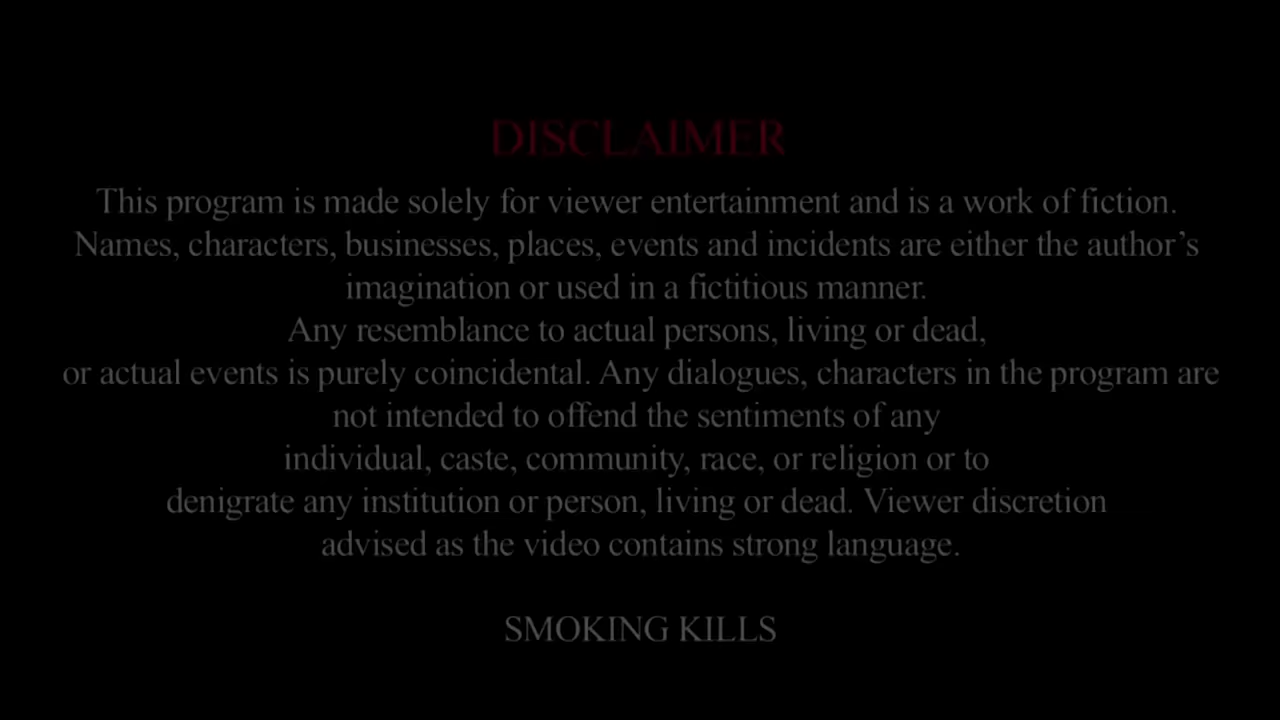 DISCLAIMER
This program is made solely for viewer entertainment and is a work of fiction.
Names, characters, businesses, places, events and incidents are either the author’s
imagination or used in a fictitious manner.
Any resemblance to actual persons, living or dead,
or actual events is purely coincidental. Any dialogues, characters in the program are
not intended to offend the sentiments of any
individual, caste, community, race, or religion or to
denigrate any institution or person, living or dead. Viewer discretion
advised as the video contains strong language.
SMOKING KILLS